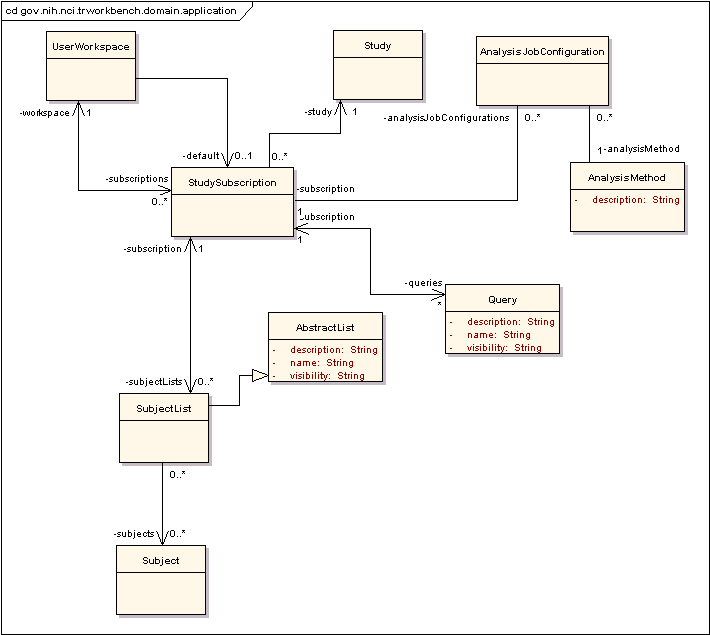 cd gov.nih.nci.trworkbench.domain.application
UserWorkspace
Study
AnalysisJobConfiguration
-workspace
1
-study
1
-analysisJobConfigurations
0..*
0..*
-default
0..1
0..*
1
-analysisMethod
-subscriptions
0..*
StudySubscription
-subscription
1
AnalysisMethod
- description: String
ubscription
1
-subscription
1
-queries
*
Query
- description: String
- name: String
- visibility: String
AbstractList
- description: String
- name: String
- visibility: String
-subjectLists
0..*
SubjectList
0..*
-subjects
0..*
Subject